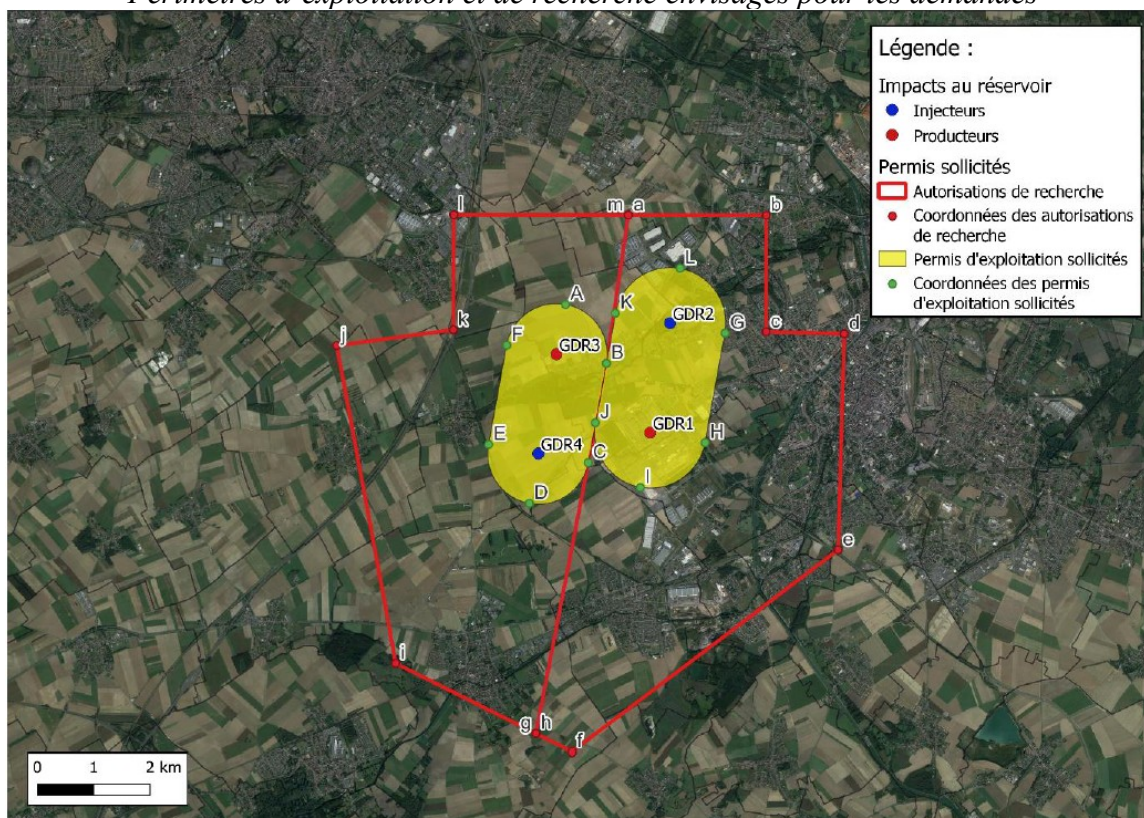 Périmètres d'exploitation et de recherche envisagés pour les demandes
Légende :
Impacts au réservoir
Injecteurs
Producteurs
Permis sollicités
Autorisations de recherche
Coordonnées des autorisations
de recherche
Permis d'exploitation sollicités
Coordonnées des permis
d'exploitation sollicités
l
m a
b
L
A
K
GDR2
k
c
d
j
F
G
GDR3
B
J
GDR1
E
GDR4
C
H
D
I
e
i
g h
f
0 1 2 km